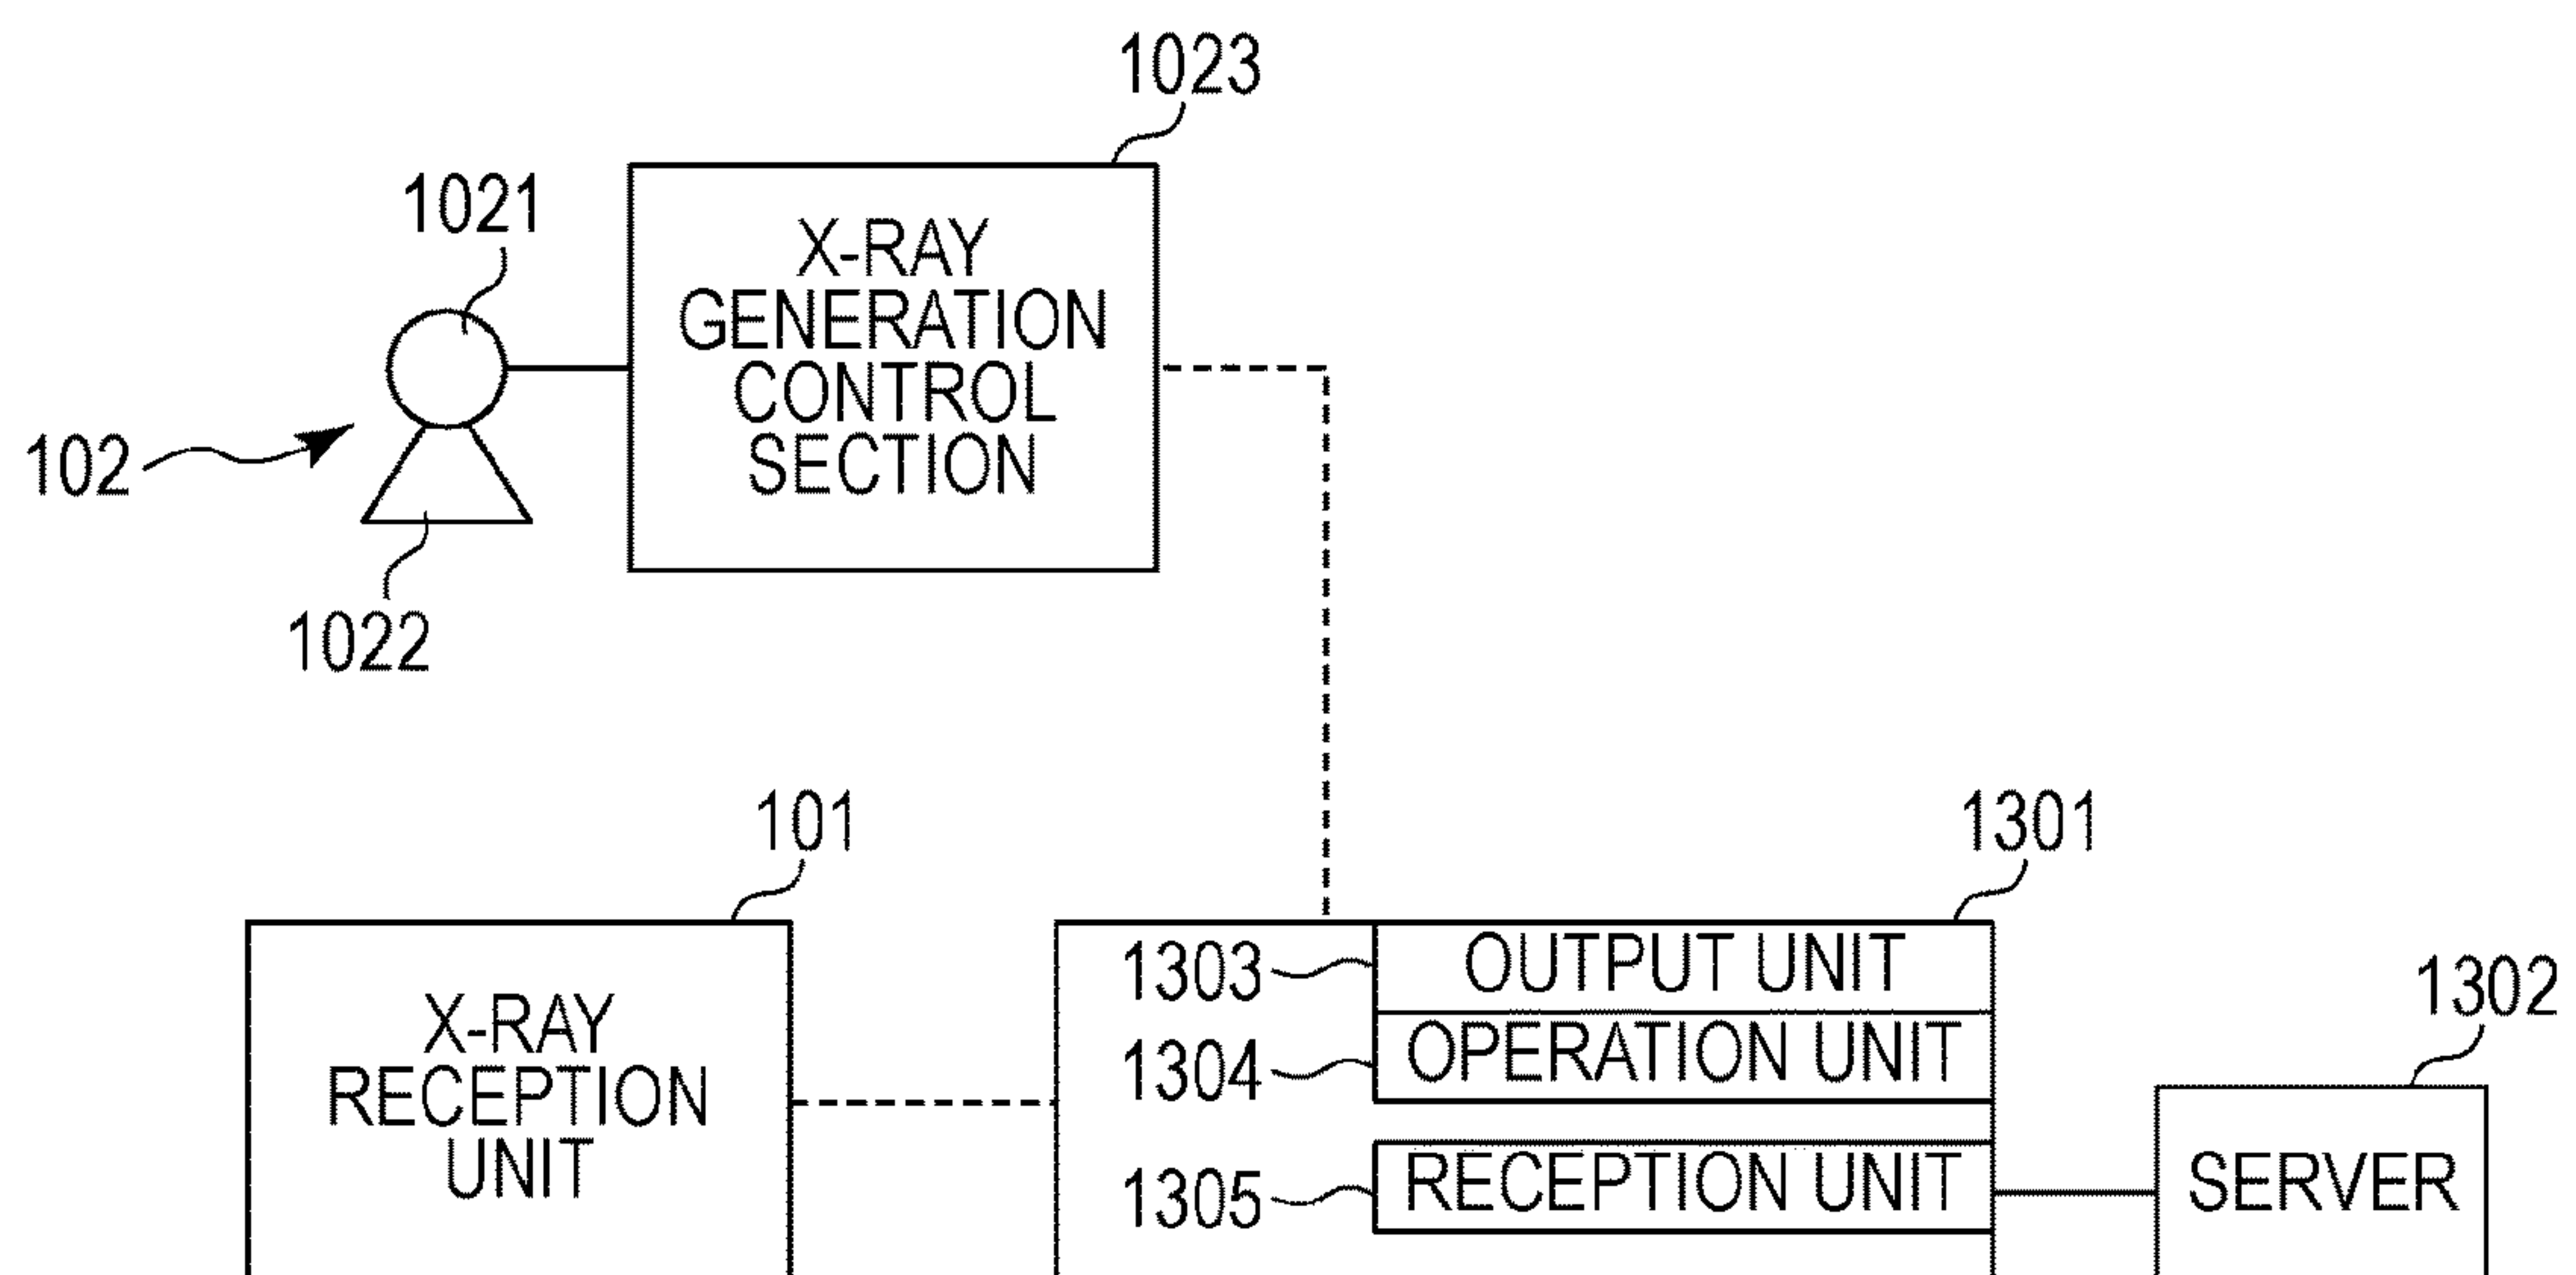 1023
1021
X-RAY
GENERATION
CONTROL
SECTION
102
1022
101
1301
X-RAY
RECEPTION
UNIT
1303
OUTPUT UNIT
1304
OPERATION UNIT
1305
RECEPTION UNIT
1302
SERVER